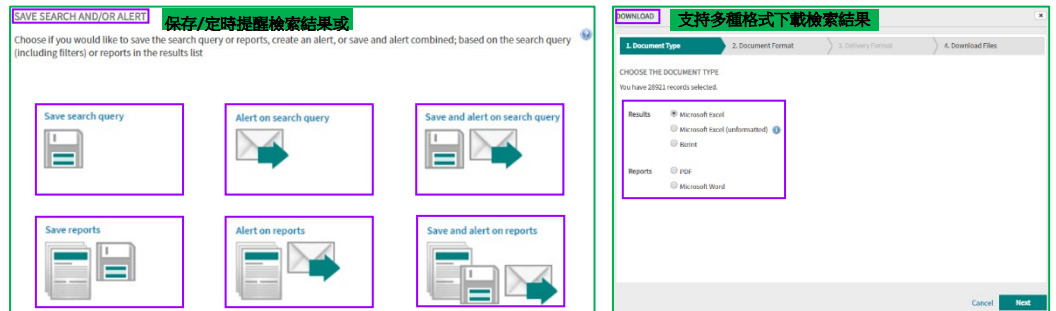 SAVE SEARCH AND/OR ALERT
保存/定時提醒檢索結果或
Choose if you would like to save the search query or reports, create an alert, or save and alert combined; based on the search query
(including filters) or reports in the results list
Save search query
Alert on search query
Save and alert on search query
Save reports
Alert on reports
Save and alert on reports
DOWNLOAD
支持多種格式下載檢索結果
1. Document Type
2. Document Format
3. Delivery Format
4. Download Files
CHOOSE THE DOCUMENT TYPE
You have 28921 records selected.
Results
Microsoft Excel
Microsoft Excel (unformatted)
BizInt
Reports
PDF
Microsoft Word
Cancel
Next